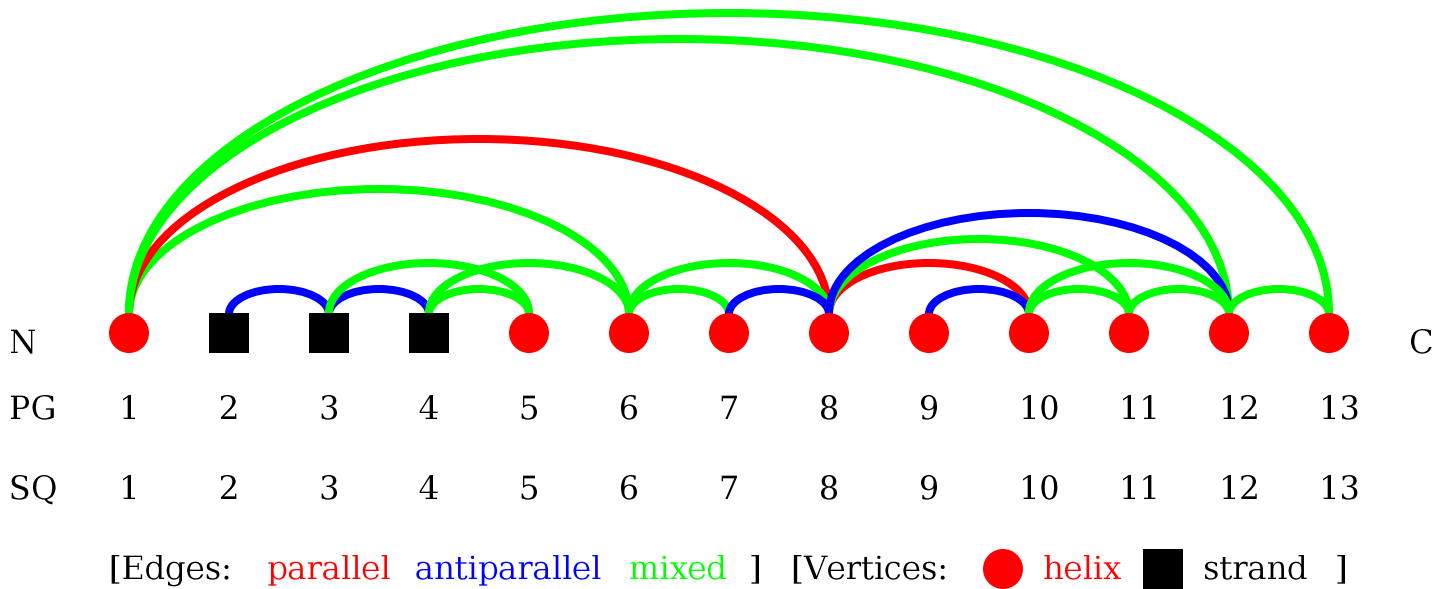 N C
PG 1 2 3 4 5 6 7 8 9 10 11 12 13
SQ 1 2 3 4 5 6 7 8 9 10 11 12 13
[Edges: parallel antiparallel mixed ] [Vertices: helix strand ]